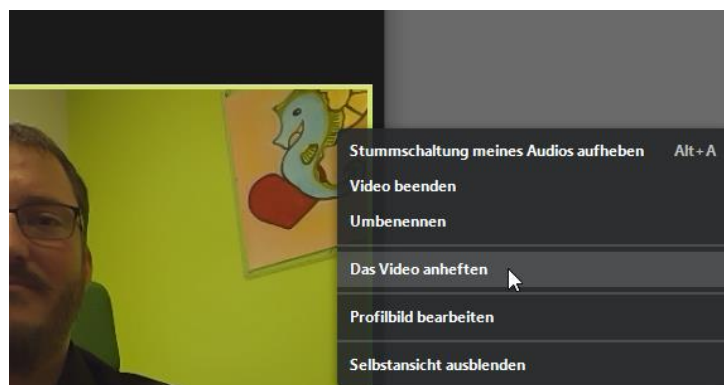 Stummschaltung meines Audios aufheben Alt+A
Video beenden
Umbenennen
Das Video anheften
Profilbild bearbeiten
Selbstansicht ausblenden